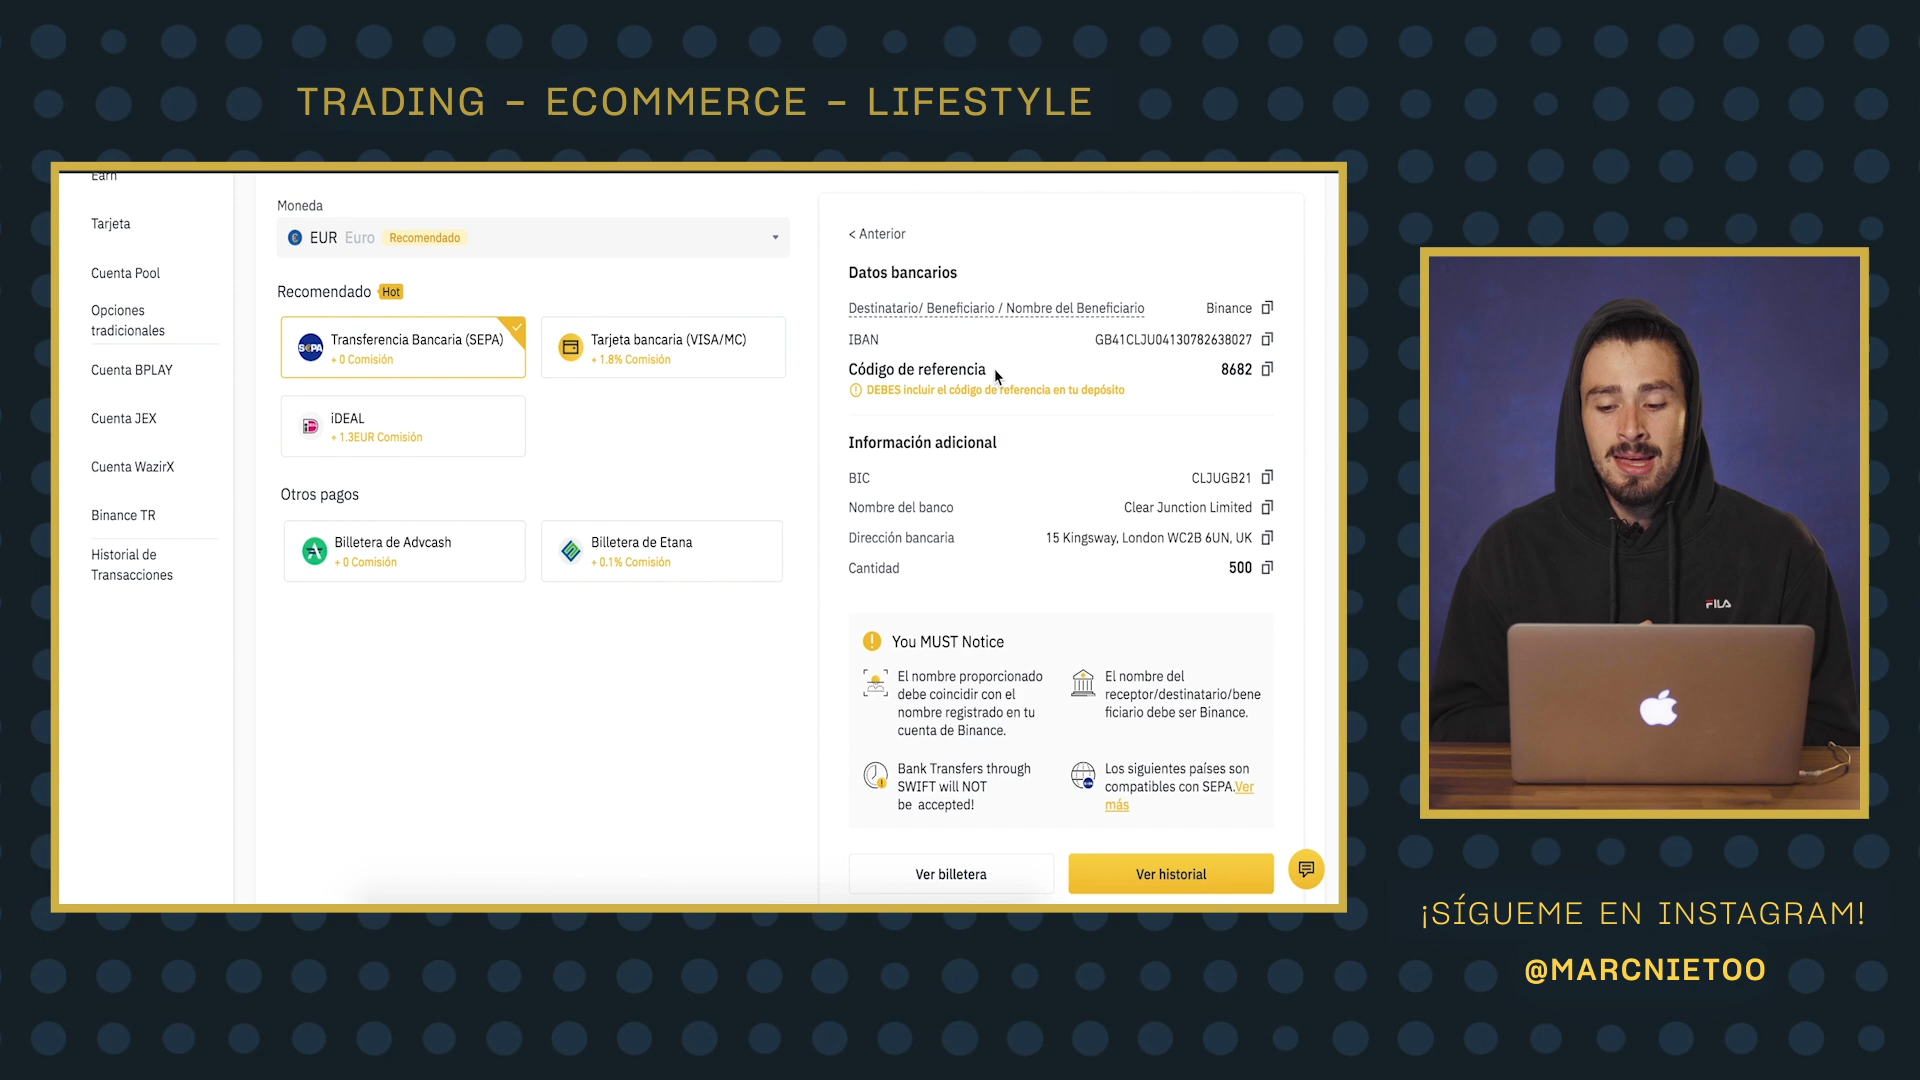 TRADING - ECOMMERCE - LIFESTYLE
Earn
Tarjeta
Cuenta Pool
Opciones
tradicionales
Cuenta BPLAY
Cuenta JEX
Cuenta WazirX
Binance TR
Historial de
Transacciones
Moneda
EUR Euro Recomendado
Recomendado Hot
SEPA Transferencia Bancaria (SEPA)
+ 0 Comisión
Tarjeta bancaria (VISA/MC)
+ 1.8% Comisión
iDEAL
+ 1.3EUR Comisión
Otros pagos
Billetera de Advcash
+ 0 Comisión
Billetera de Etana
+ 0.1% Comisión
< Anterior
Datos bancarios
Destinatario/ Beneficiario / Nombre del Beneficiario Binance
IBAN GB41CLJU04130782638027
Código de referencia 8682
DEBES incluir el código de referencia en tu depósito
Información adicional
BIC CLJUGB21
Nombre del banco Clear Junction Limited
Dirección bancaria 15 Kingsway, London WC2B 6UN, UK
Cantidad 500
You MUST Notice
El nombre proporcionado
debe coincidir con el
nombre registrado en tu
cuenta de Binance.
El nombre del
receptor/destinatario/bene
ficiario debe ser Binance.
Bank Transfers through
SWIFT will NOT
be accepted!
Los siguientes países son
compatibles con SEPA.Ver
más
Ver billetera
Ver historial
FILA
¡SÍGUEME EN INSTAGRAM!
@MARCNIETOO